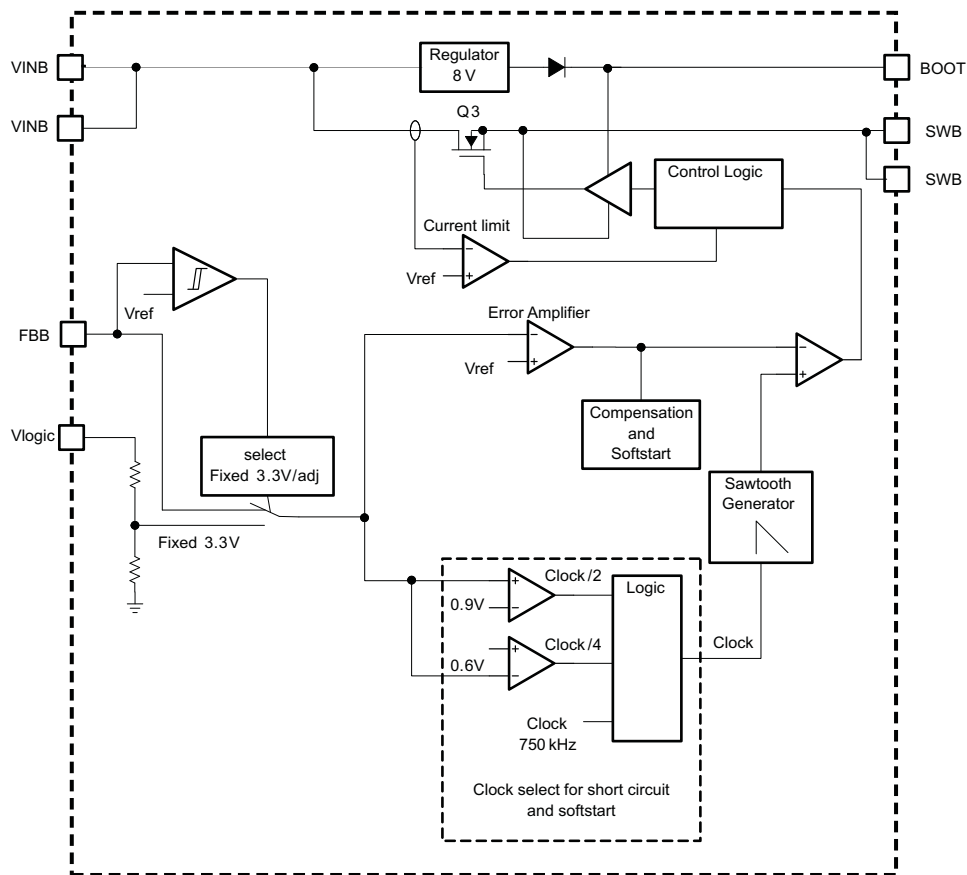 VINB
Regulator
8 V
BOOT
Q3
VINB
SWB
SWB
Control Logic
Current limit
−
Vref
+
Vref
FBB
Error Amplifier
−
Vref
+
−
+
Compensation
and
Softstart
Vlogic
select
Fixed 3.3V/adj
Sawtooth
Generator
Fixed 3.3V
+
Clock/2
0.9V
−
Logic
+
Clock/4
0.6V
−
Clock
Clock
750 kHz
Clock select for short circuit
and softstart